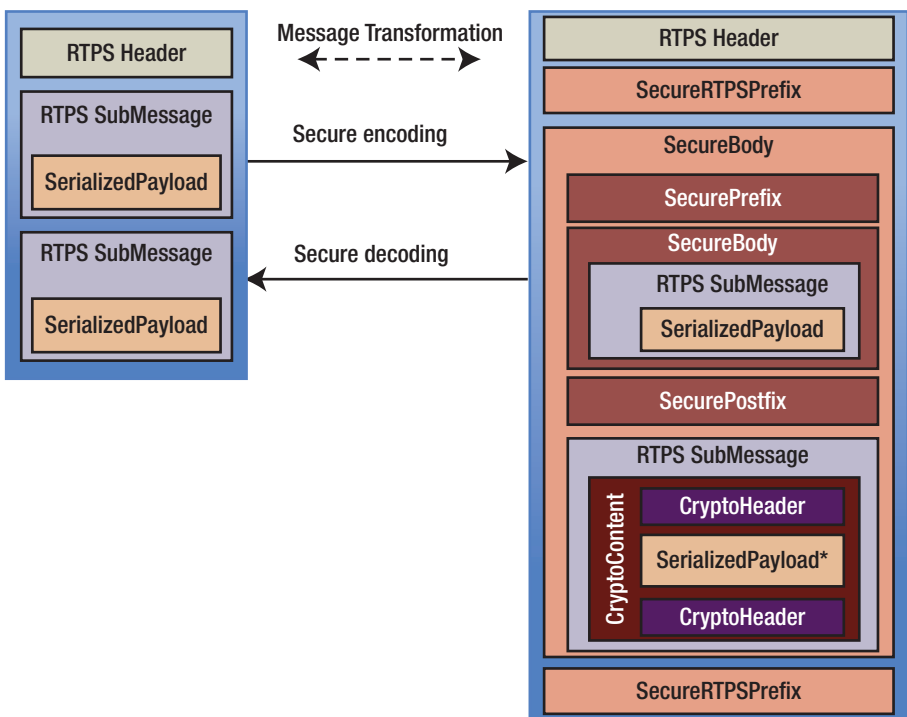 RTPS Header
RTPS SubMessage
SerializedPayload
RTPS SubMessage
SerializedPayload
Message Transformation
Secure encoding
Secure decoding
RTPS Header
SecureRTPSPrefix
SecureBody
SecurePrefix
SecureBody
RTPS SubMessage
SerializedPayload
SecurePostfix
RTPS SubMessage
CryptoContent
CryptoHeader
SerializedPayload*
CryptoHeader
SecureRTPSPrefix